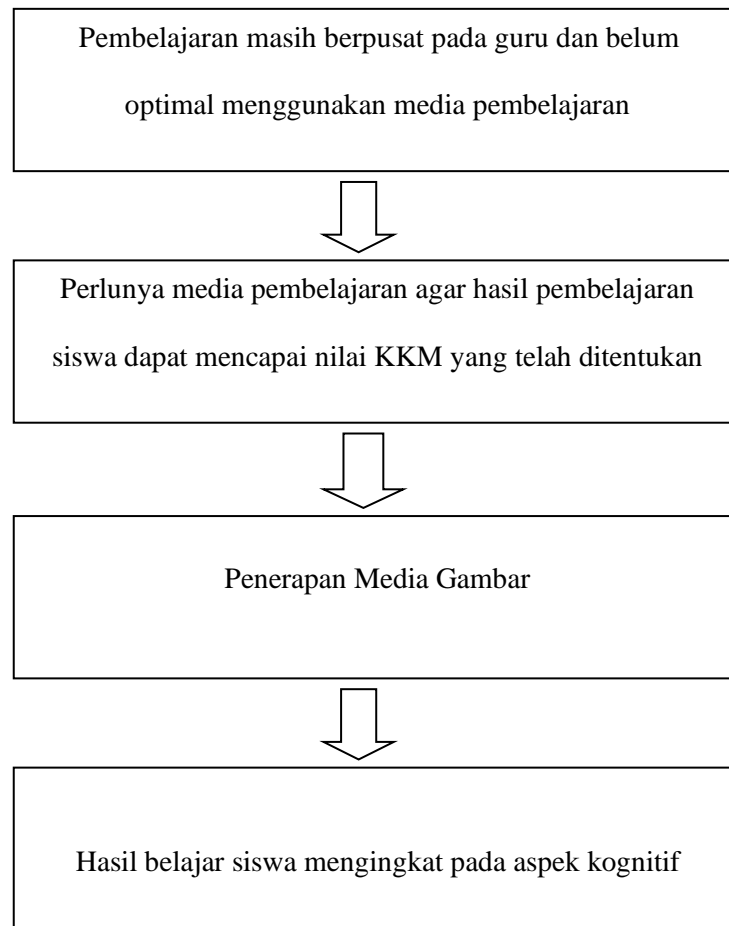 Pembelajaran masih berpusat pada guru dan belum
optimal menggunakan media pembelajaran
Perlunya media pembelajaran agar hasil pembelajaran
siswa dapat mencapai nilai KKM yang telah ditentukan
Penerapan Media Gambar
Hasil belajar siswa mengingkat pada aspek kognitif